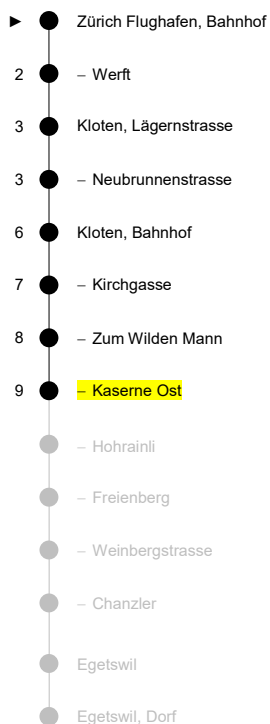 ► Zürich Flughafen, Bahnhof
2 – Werft
3 Kloten, Lägernstrasse
3 – Neubrunnenstrasse
6 Kloten, Bahnhof
7 – Kirchgasse
8 – Zum Wilden Mann
9 – Kaserne Ost
– Hohrainli
– Freienberg
– Weinbergstrasse
– Chanzler
Egetswil
Egetswil, Dorf